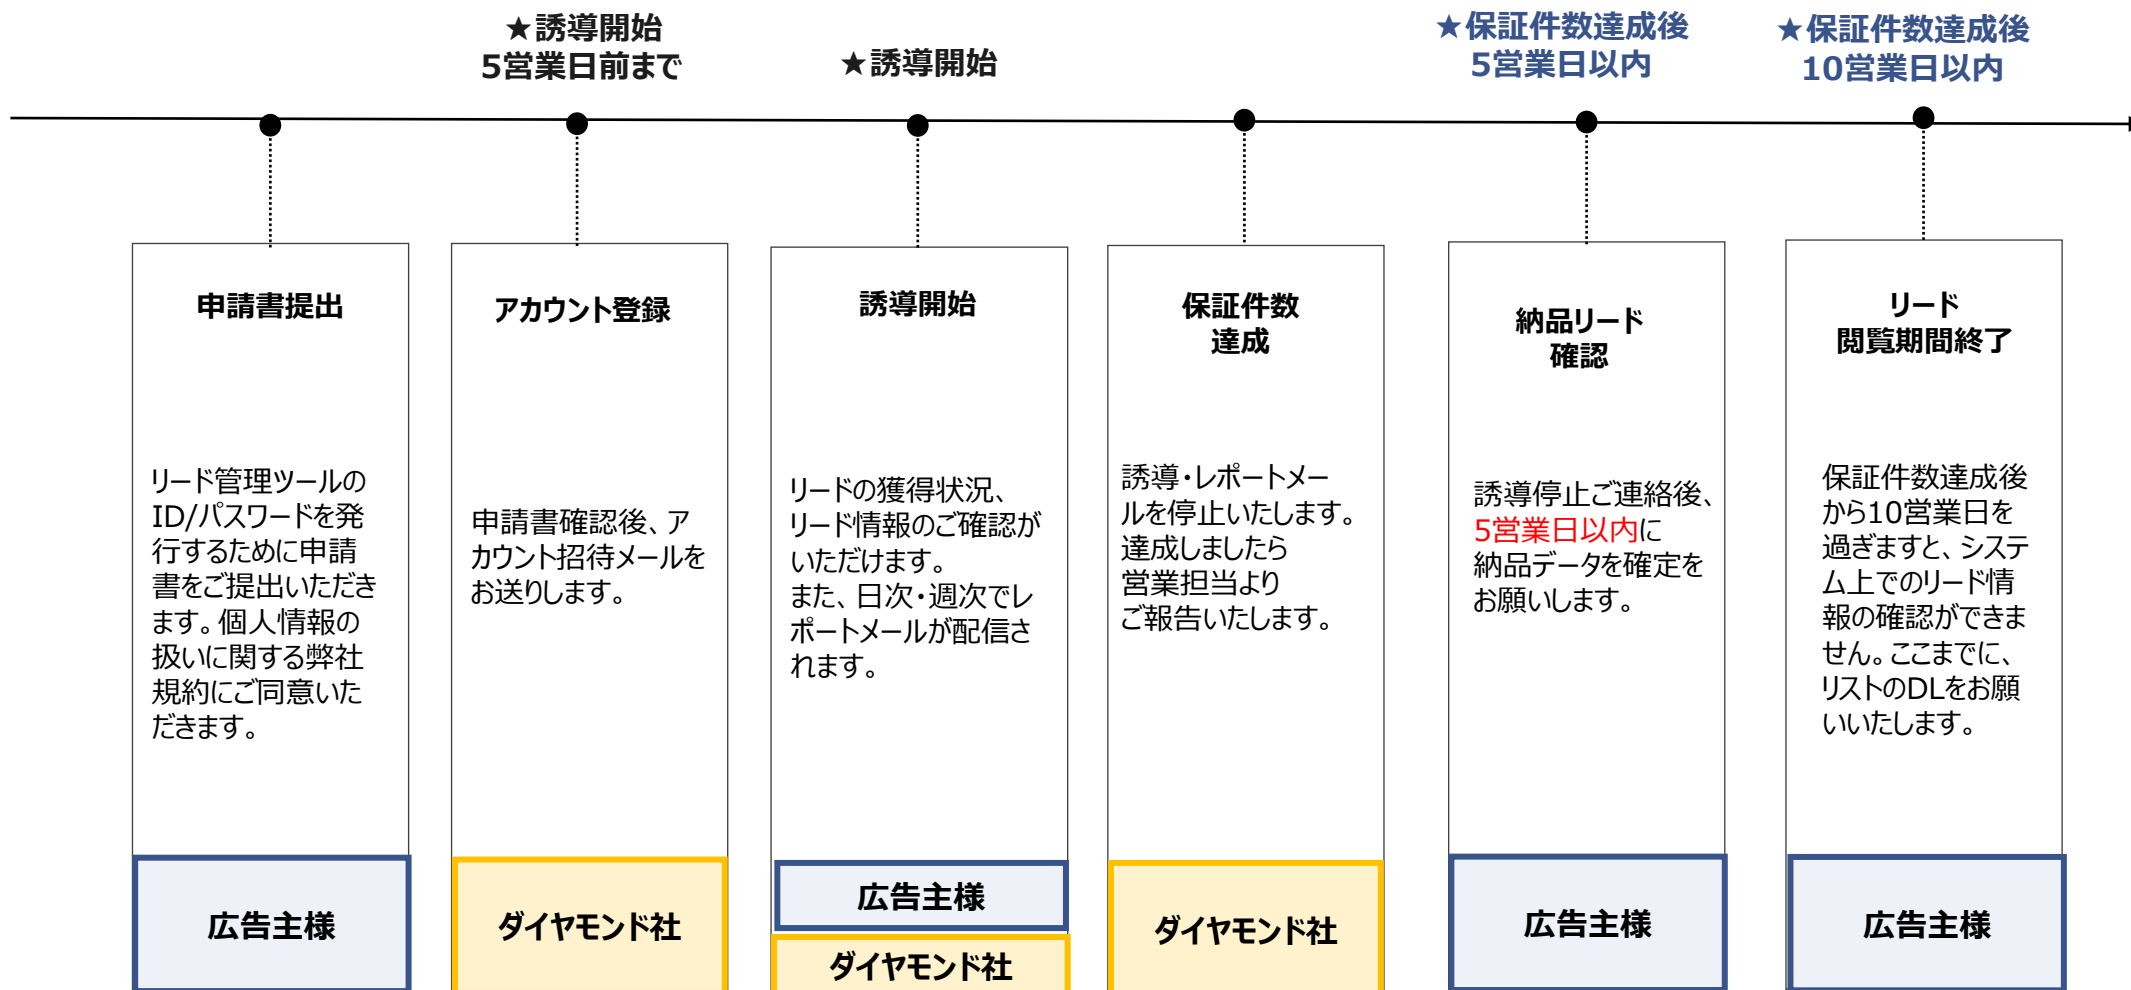 ★誘導開始
5営業日前まで
★誘導開始
★保証件数達成後
5営業日以内
★保証件数達成後
10営業日以内
申請書提出
リード管理ツールの
ID/パスワードを発
行するために申請
書をご提出いただき
ます。個人情報の
扱いに関する弊社
規約にご同意いた
だきます。
広告主様
アカウント登録
申請書確認後、ア
カウント招待メールを
お送りします。
ダイヤモンド社
誘導開始
リードの獲得状況、
リード情報のご確認が
いただけます。
また、日次・週次でレ
ポートメールが配信さ
れます。
広告主様
ダイヤモンド社
保証件数
達成
誘導・レポートメー
ルを停止いたします。
達成しましたら
営業担当より
ご報告いたします。
ダイヤモンド社
納品リード
確認
誘導停止ご連絡後、
5営業日以内に
納品データを確定を
お願いします。
広告主様
リード
閲覧期間終了
保証件数達成後
から10営業日を
過ぎますと、システ
ム上でのリード情
報の確認ができま
せん。ここまでに、
リストのDLをお願
いいたします。
広告主様